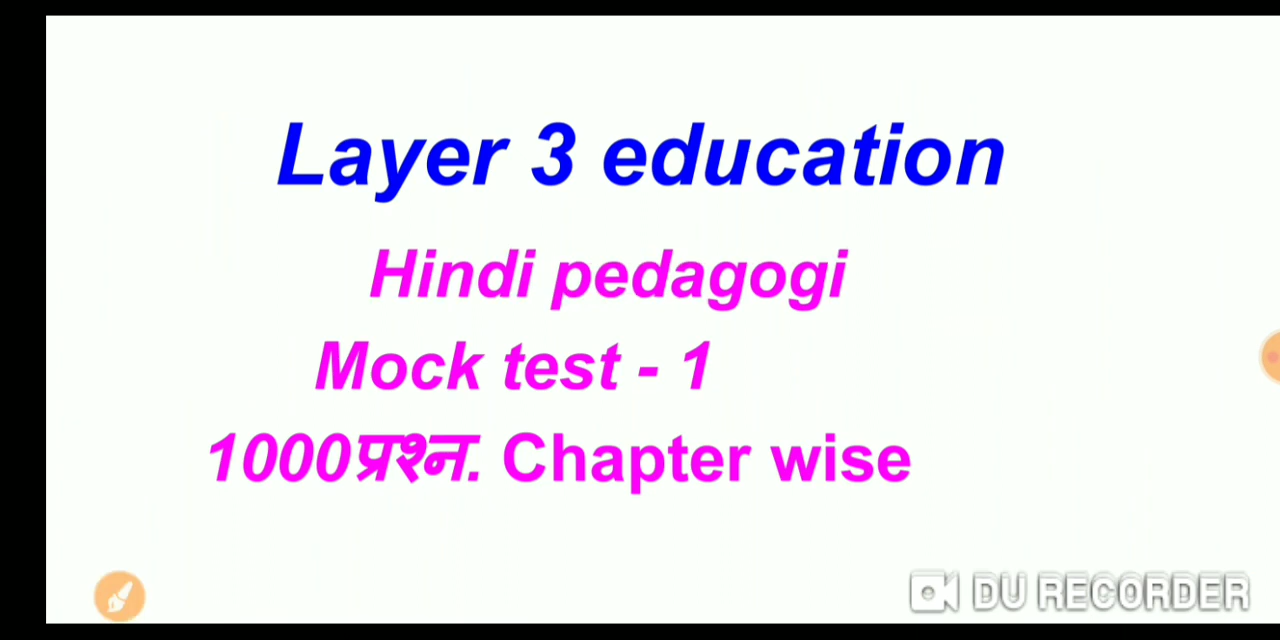 Layer 3 education
Hindi pedagogi
Mock test - 1
1000प्रश्न. Chapter wise
DU RECORDER